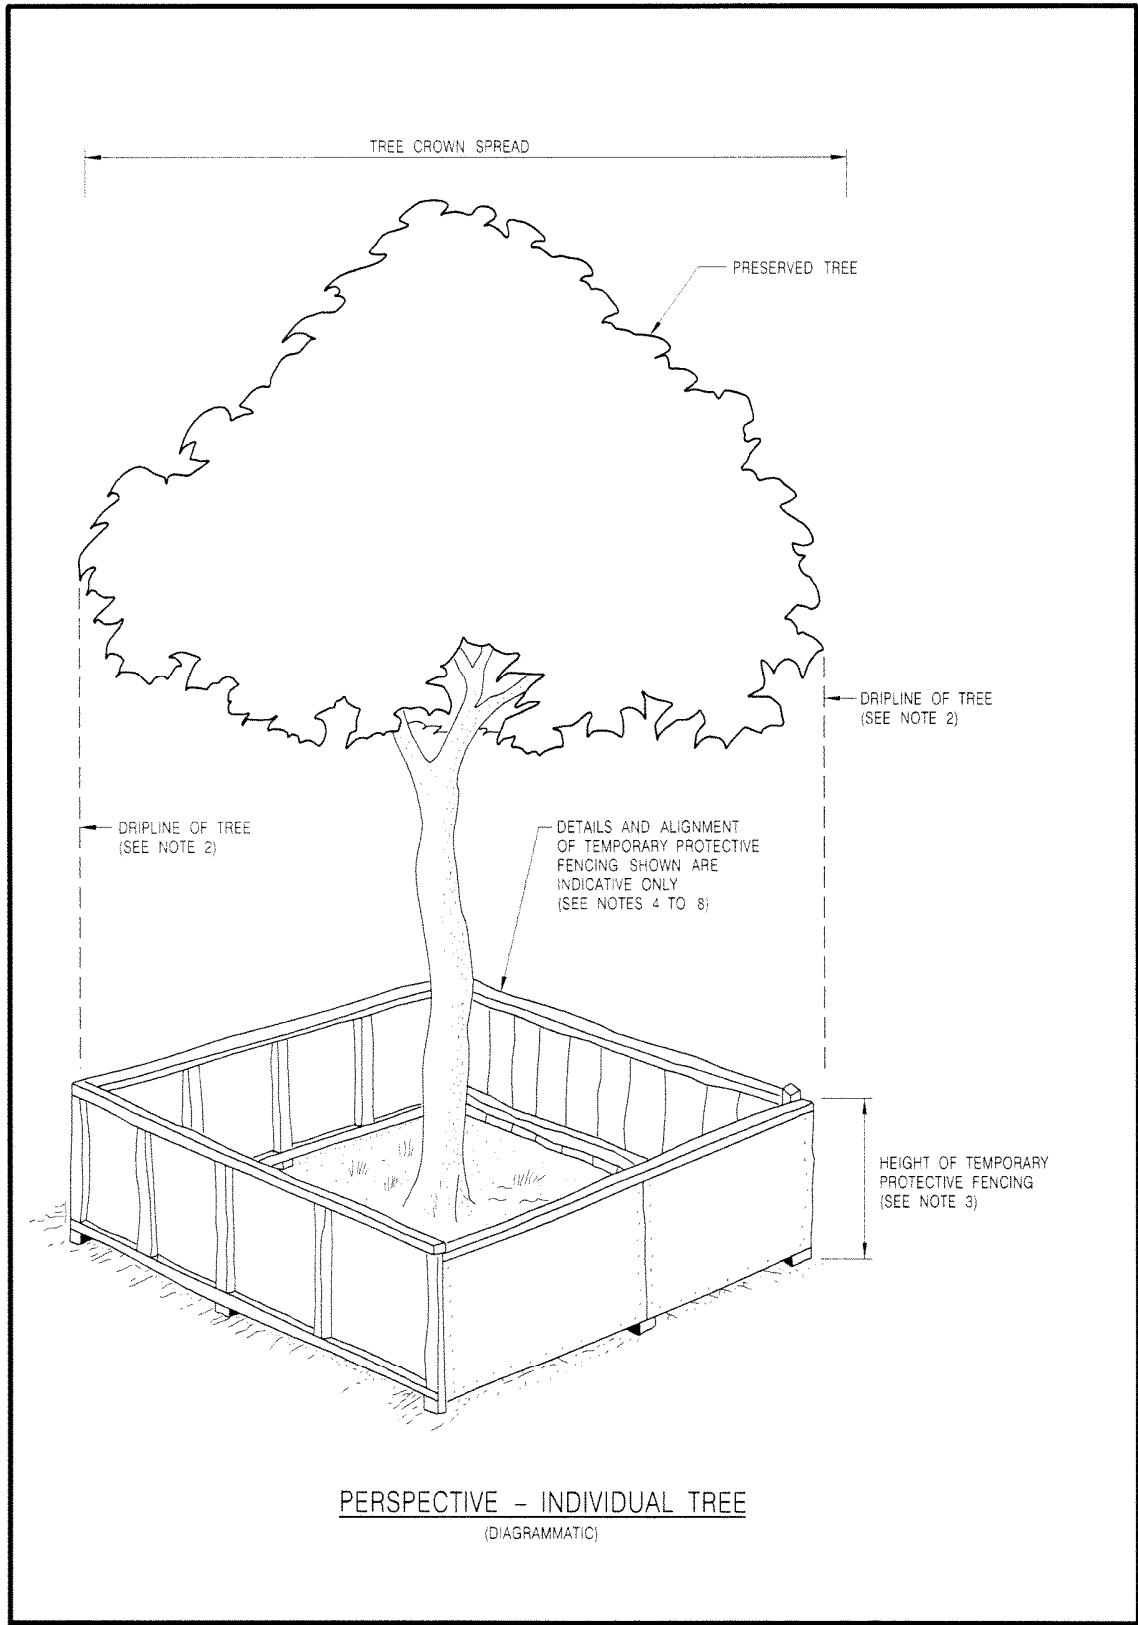 TREE CROWN SPREAD
PRESERVED TREE
DRIPLINE OF TREE
(SEE NOTE 2)
DRIPLINE OF TREE
(SEE NOTE 2)
DETAILS AND ALIGNMENT
OF TEMPORARY PROTECTIVE
FENCING SHOWN ARE
INDICATIVE ONLY
(SEE NOTES 4 TO 8)
HEIGHT OF TEMPORARY
PROTECTIVE FENCING
(SEE NOTE 3)
PERSPECTIVE - INDIVIDUAL TREE
(DIAGRAMMATIC)